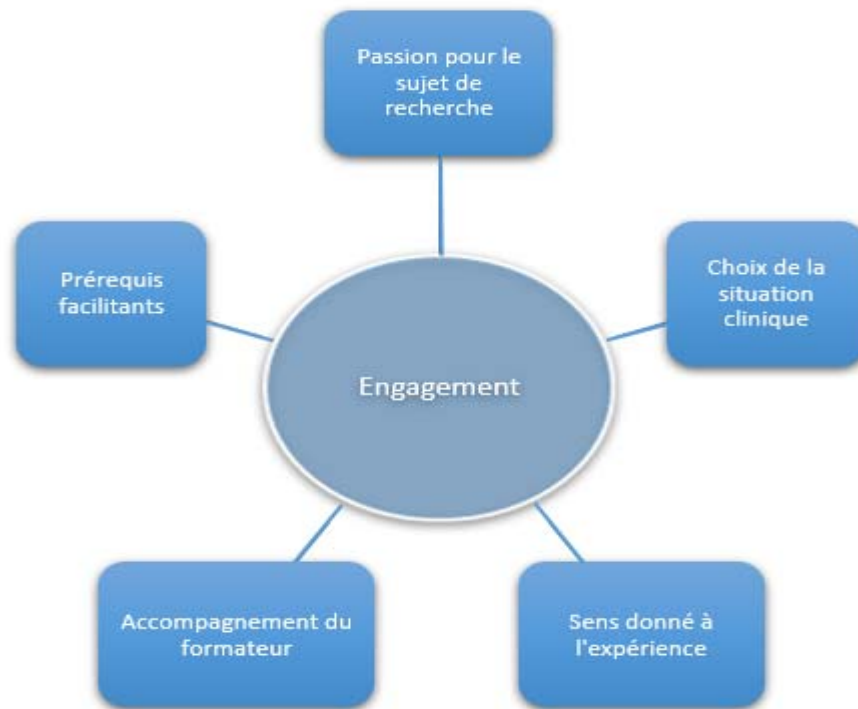 Passion pour le
sujet de
recherche
Prérequis
facilitants
Choix de la
situation
clinique
Engagement
Accompagnement du
formateur
Sens donné à
l'expérience